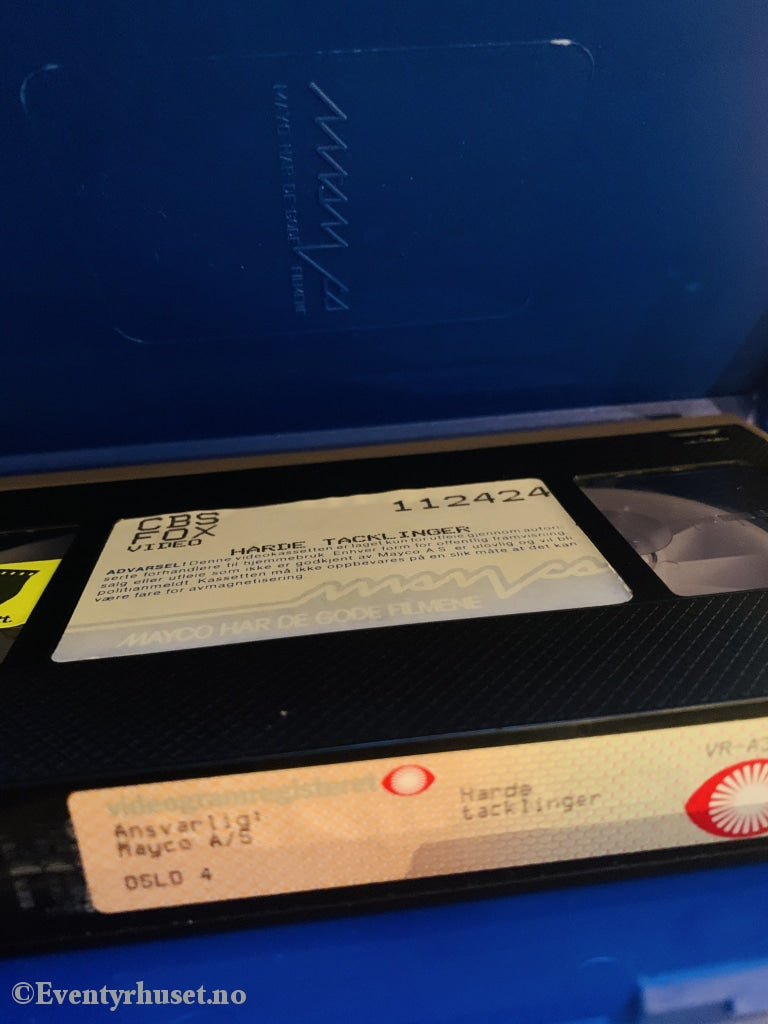 MAYCO HAR DE GODE FILMENE
CBS
FOX
VIDEO
112424
HARDE TACKLINGER
ADVARSEL! Denne videokassetten er laget kun for utleie gjennom autori-
serte forhandlere til hjemmebruk. Enhver form for offentlig framvisning,
salg eller utleie som ikke er godkjent av Mayco A.S. er ulovlig og vil bli
politianmeldt. Kassetten må ikke oppbevares på en slik måte at det kan
være fare for avmagnetisering.
MAYCO HAR DE GODE FILMENE
videogramregisteret
Ansvarlig:
Mayco A/S
OSLO 4
Harde
tacklinger
VR-A
©Eventyrhuset.no